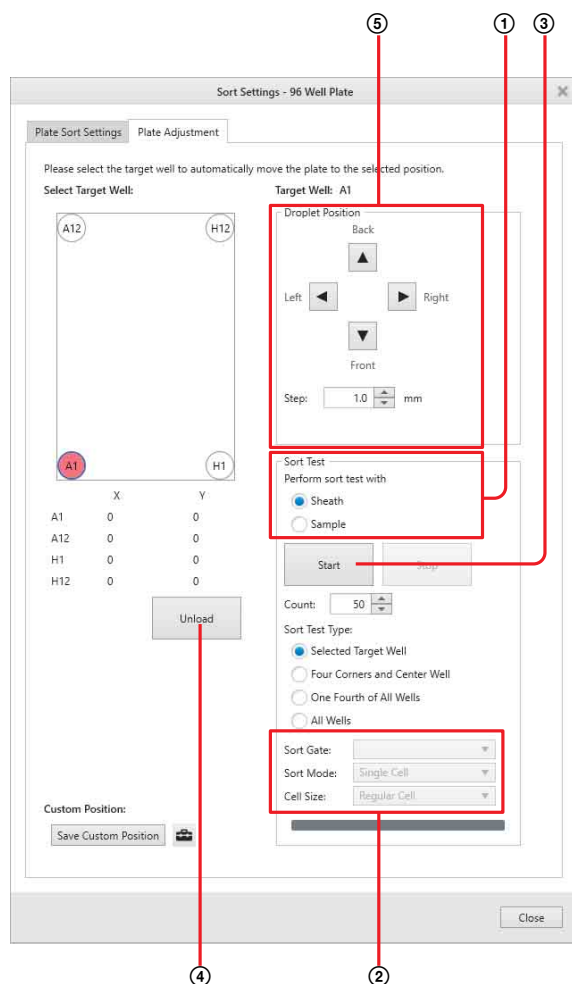 ⑤ ① ③
Sort Settings - 96 Well Plate
Plate Sort Settings Plate Adjustment
Please select the target well to automatically move the plate to the selected position.
Select Target Well:
A12 H12
A1 H1
X Y
A1 0 0
A12 0 0
H1 0 0
H12 0 0
Unload
Custom Position:
Save Custom Position
Target Well: A1
Droplet Position
Back
Left Right
Front
Step: 1.0 mm
Sort Test
Perform sort test with
Sheath
Sample
Start Stop
Count: 50
Sort Test Type:
Selected Target Well
Four Corners and Center Well
One Fourth of All Wells
All Wells
Sort Gate:
Sort Mode: Single Cell
Cell Size: Regular Cell
Close
④ ②